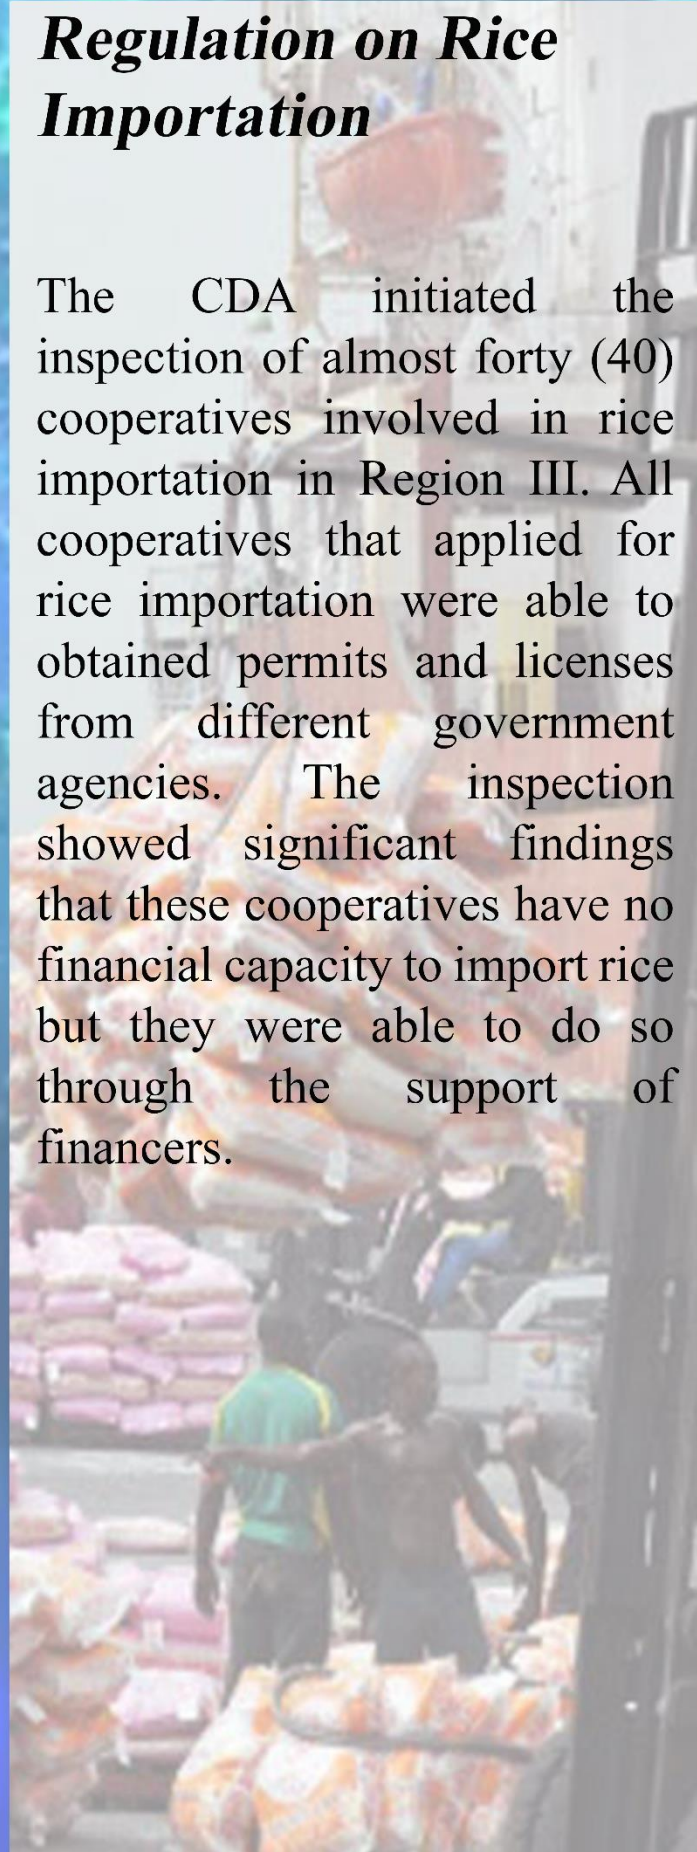 Regulation on Rice
Importation
The CDA initiated the
inspection of almost forty (40)
cooperatives involved in rice
importation in Region III. All
cooperatives that applied for
rice importation were able to
obtained permits and licenses
from different government
agencies. The inspection
showed significant findings
that these cooperatives have no
financial capacity to import rice
but they were able to do so
through the support of
financers.